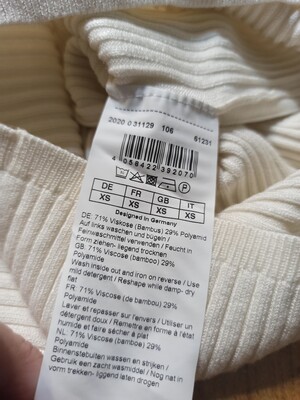 2020 031129 106 61231
4 058422 392070
DE FR GB IT
XS XS XS XS
Designed in Germany
DE: 71% Viskose (Bambus) 29% Polyamid
Auf links waschen und bügeln /
Feinwaschmittel verwenden / Feucht in
Form ziehen- liegend trocknen
GB: 71% Viscose (bamboo) 29%
Polyamide
Wash inside out and iron on reverse / Use
mild detergent / Reshape while damp- dry
flat
FR: 71% Viscose (de bambou) 29%
Polyamide
Laver et repasser sur l'envers / Utiliser un
détergent doux / Remettre en forme à l'état
humide et faire sécher à plat
NL: 71% Viscose (bamboe) 29%
Polyamide
Binnenstebuiten wassen en strijken /
Gebruik een zacht wasmiddel / Nog nat in
vorm trekken- liggend laten drogen